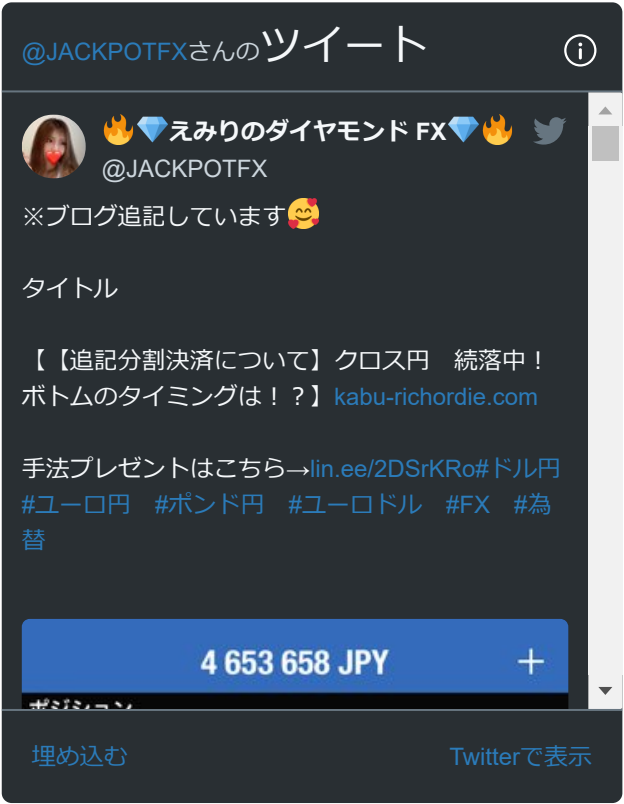 @JACKPOTFXさんのツイート
🔥💎えみりのダイヤモンド FX💎🔥
@JACKPOTFX
※ブログ追記しています🥰
タイトル
【【追記分割決済について】クロス円　続落中！
ボトムのタイミングは！？】kabu-richordie.com
手法プレゼントはこちら→lin.ee/2DSrKRo#ドル円
#ユーロ円　#ポンド円　#ユーロドル　#FX　#為
替
4 653 658 JPY +
ポジション
埋め込む
Twitterで表示